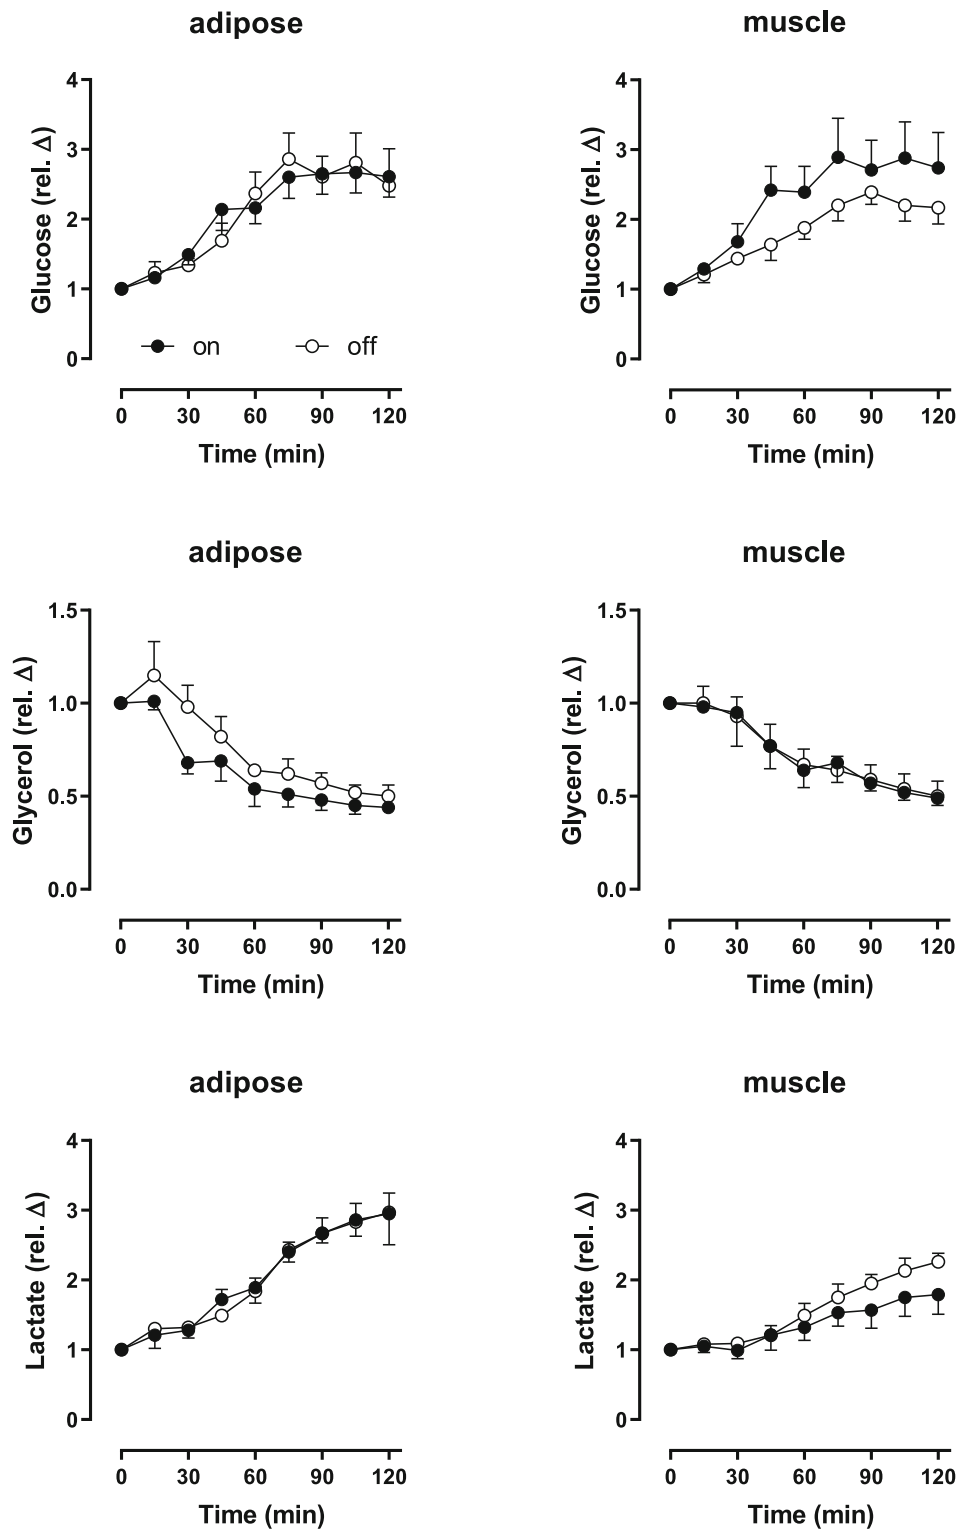 adipose
Glucose (rel. Δ)
4
3
2
1
0
on
off
0 30 60 90 120
Time (min)
muscle
Glucose (rel. Δ)
4
3
2
1
0
0 30 60 90 120
Time (min)
adipose
Glycerol (rel. Δ)
1.5
1.0
0.5
0.0
0 30 60 90 120
Time (min)
muscle
Glycerol (rel. Δ)
1.5
1.0
0.5
0.0
0 30 60 90 120
Time (min)
adipose
Lactate (rel. Δ)
4
3
2
1
0
0 30 60 90 120
Time (min)
muscle
Lactate (rel. Δ)
4
3
2
1
0
0 30 60 90 120
Time (min)